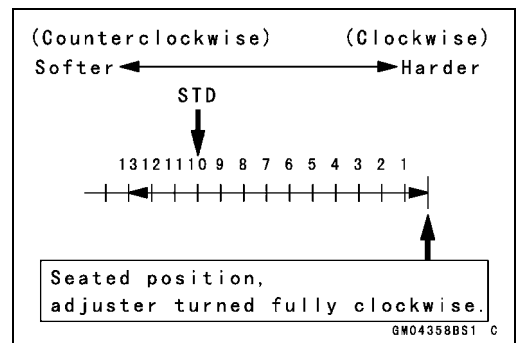 (Counterclockwise) (Clockwise)
Softer Harder
STD
13 12 11 10 9 8 7 6 5 4 3 2 1
Seated position,
adjuster turned fully clockwise.
GM04358BS1 C